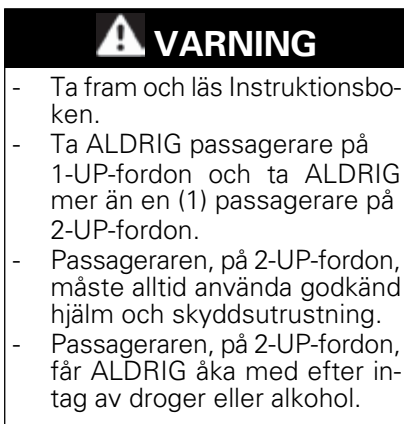 VARNING
- Ta fram och läs Instruktionsbo-
ken.
- Ta ALDRIG passagerare på
1-UP-fordon och ta ALDRIG
mer än en (1) passagerare på
2-UP-fordon.
- Passageraren, på 2-UP-fordon,
måste alltid använda godkänd
hjälm och skyddsutrustning.
- Passageraren, på 2-UP-fordon,
får ALDRIG åka med efter in-
tag av droger eller alkohol.